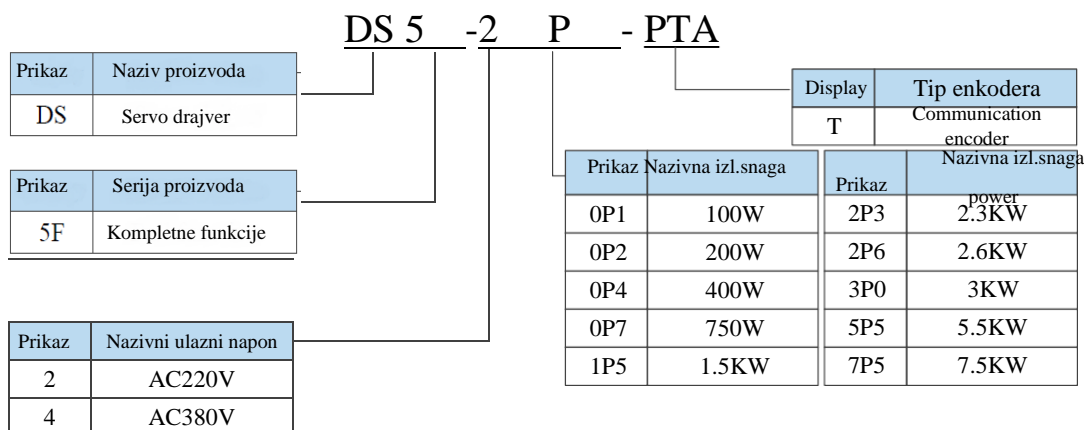 DS 5 -2 P - PTA
Prikaz Naziv proizvoda
DS Servo drajver
Prikaz Serija proizvoda
5F Kompletne funkcije
Prikaz Nazivni ulazni napon
2 AC220V
4 AC380V
Display Tip enkodera
T Communication
encoder
Prikaz Nazivna izl.snaga
0P1 100W
0P2 200W
0P4 400W
0P7 750W
1P5 1.5KW
Nazivna izl.snaga
Prikaz power
2P3 2.3KW
2P6 2.6KW
3P0 3KW
5P5 5.5KW
7P5 7.5KW